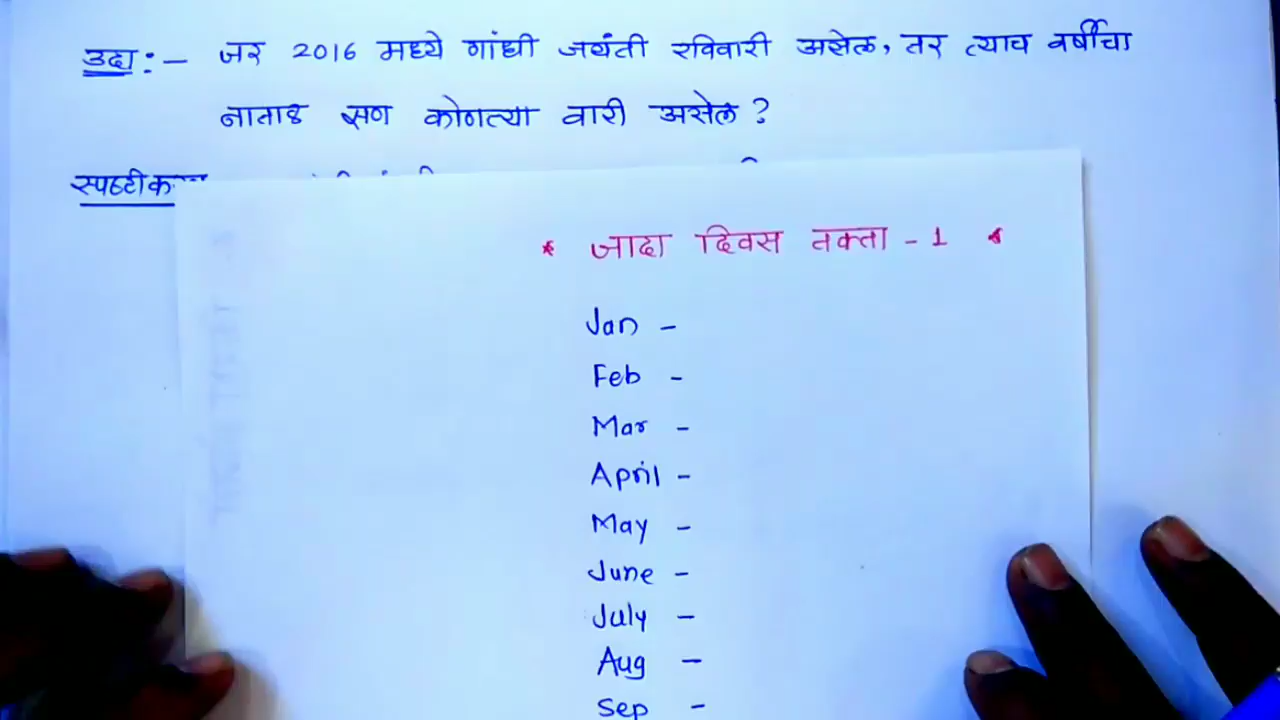 उदा :- जर 2016 मध्ये गांधी जयंती रविवारी असेल, तर त्याच वर्षीचा
नाताळ सण कोणत्या वारी असेल ?
* जादा दिवस तक्ता - 1 *
Jan -
Feb -
Mar -
April -
May -
June -
July -
Aug -
Sep -